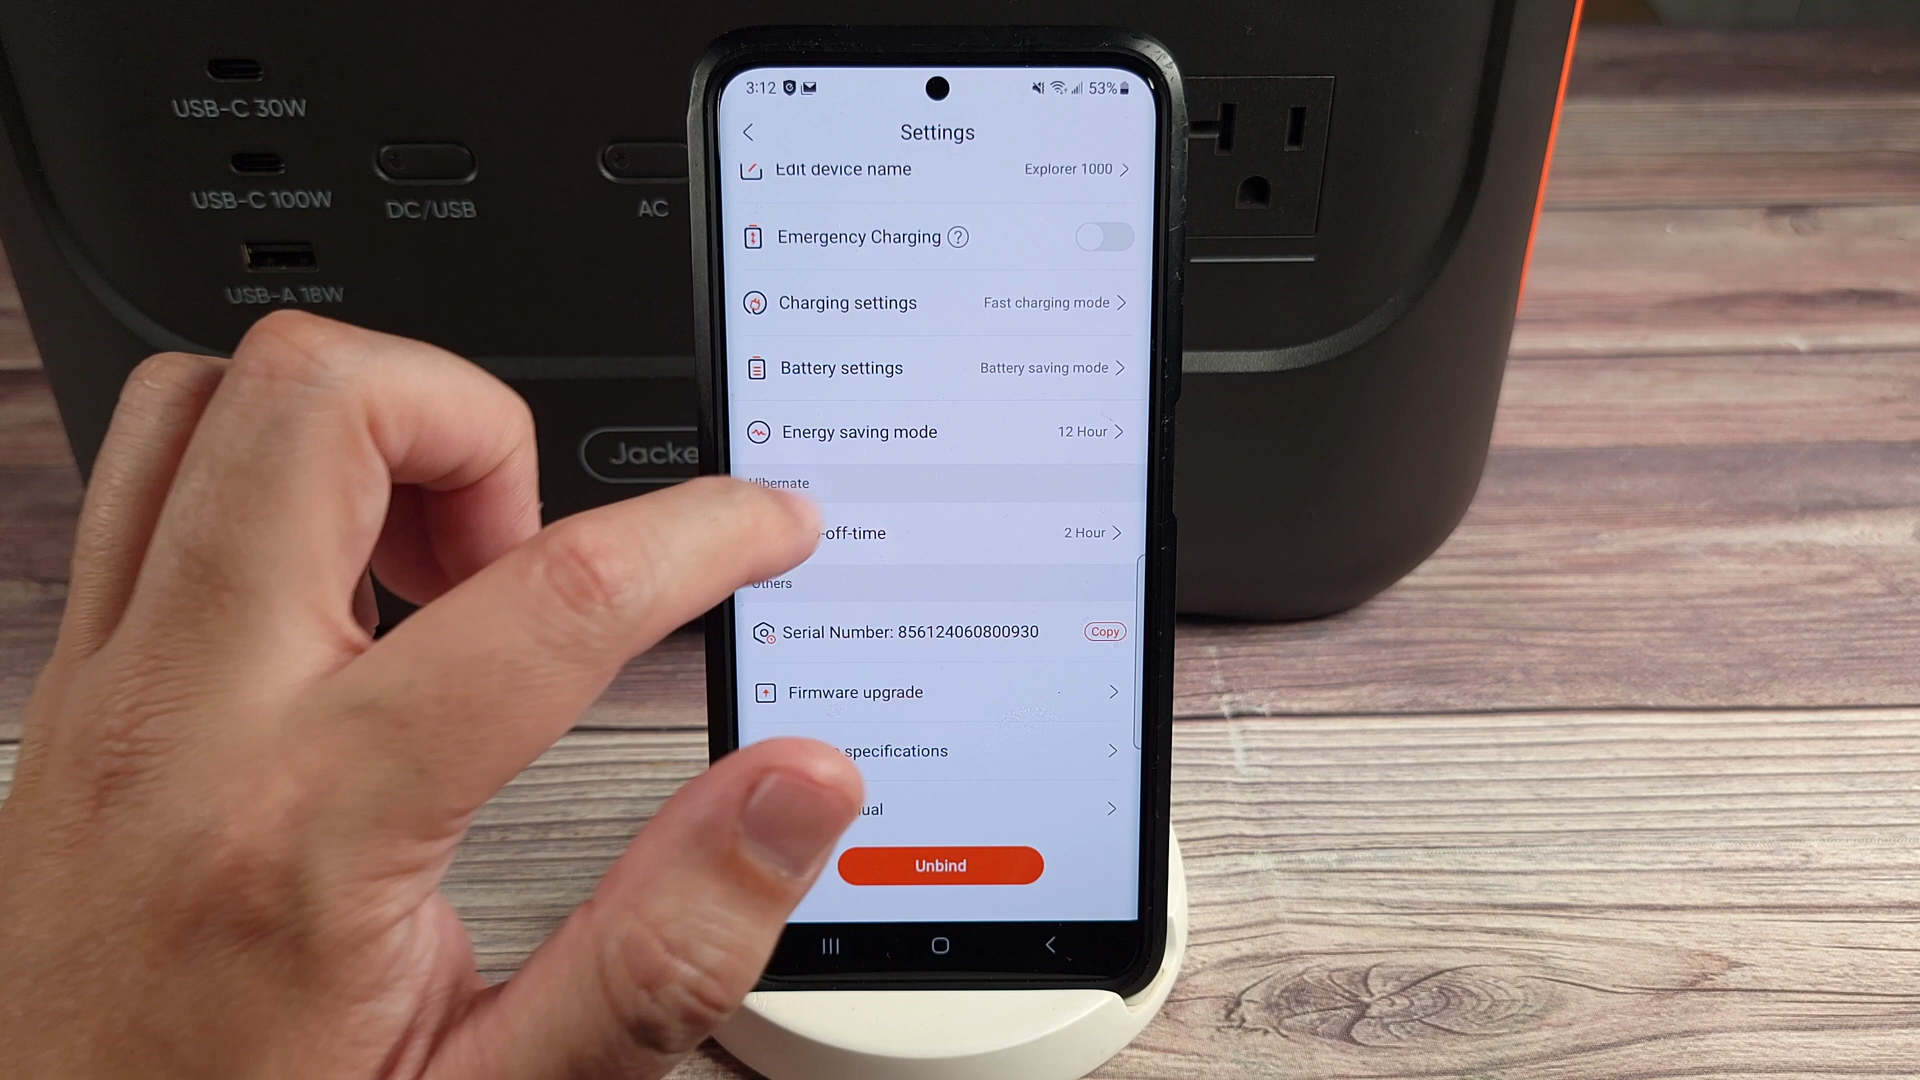 USB-C 30W
USB-C 100W
USB-A 18W
DC/USB
AC
Jacke
3:12
53%
Settings
Edit device name Explorer 1000
Emergency Charging ?
Charging settings Fast charging mode
Battery settings Battery saving mode
Energy saving mode 12 Hour
Hibernate
-off-time 2 Hour
Others
Serial Number: 856124060800930 Copy
Firmware upgrade
specifications
ual
Unbind